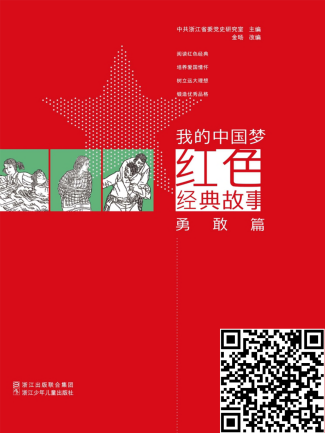 中共浙江省委党史研究室 主编
金晗 改编
阅读红色经典
培养爱国情怀
树立远大理想
锻造优秀品格
我的中国梦
红色
经典故事
勇敢篇
浙江出版联合集团
浙江少年儿童出版社